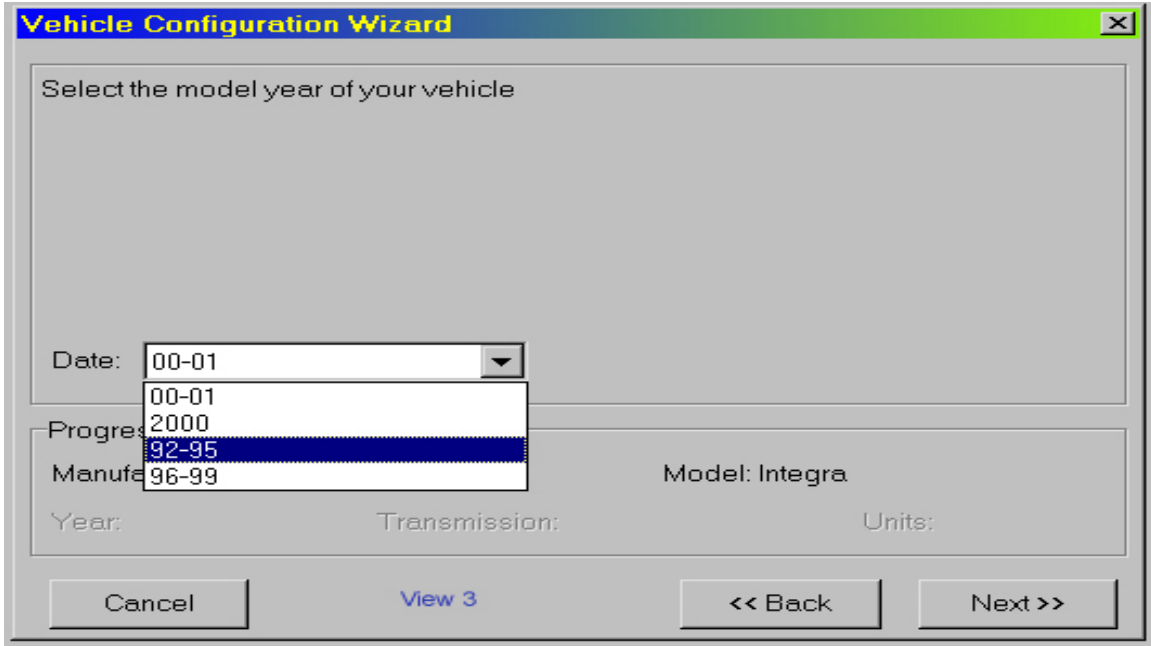 Vehicle Configuration Wizard
Select the model year of your vehicle
Date: 00-01
00-01
2000
92-95
96-99
Model: Integra
Year: Transmission: Units:
Cancel View 3 << Back Next >>